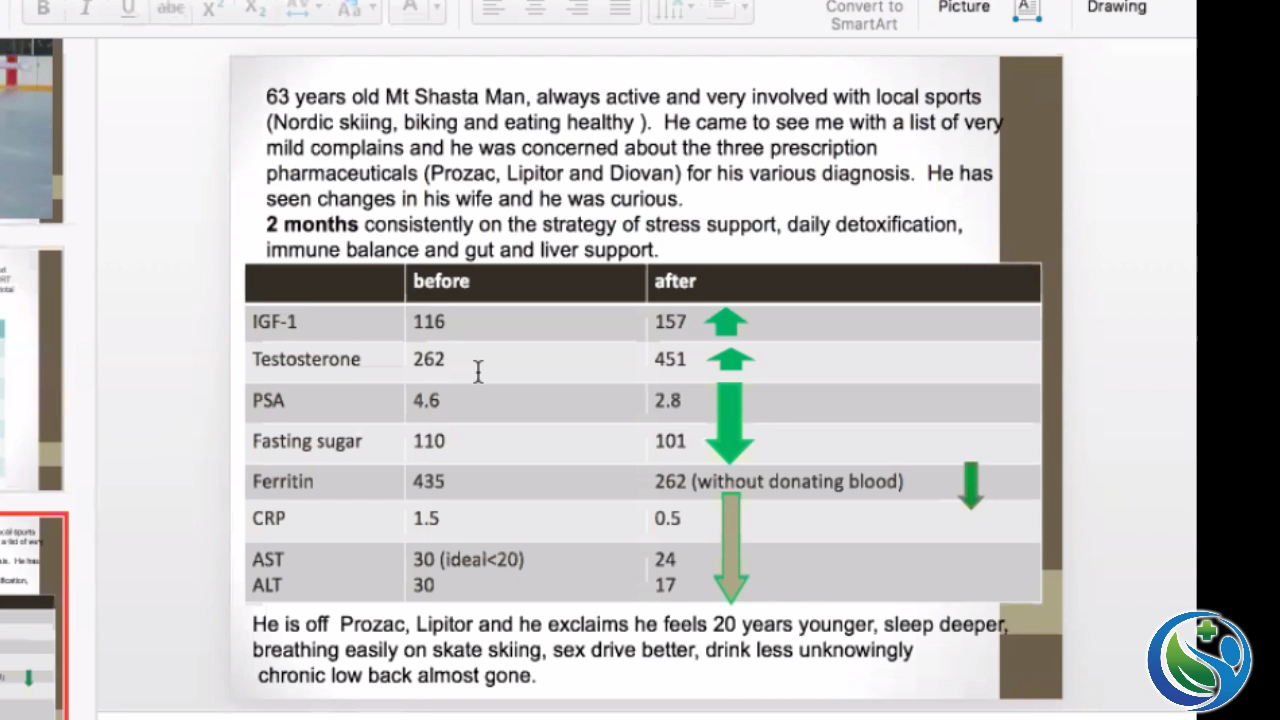 B I U abc X² X₂ AV Aa A
Convert to
SmartArt
Picture
Drawing
63 years old Mt Shasta Man, always active and very involved with local sports
(Nordic skiing, biking and eating healthy ). He came to see me with a list of very
mild complains and he was concerned about the three prescription
pharmaceuticals (Prozac, Lipitor and Diovan) for his various diagnosis. He has
seen changes in his wife and he was curious.
2 months consistently on the strategy of stress support, daily detoxification,
immune balance and gut and liver support.
before after
IGF-1 116 157
Testosterone 262 451
PSA 4.6 2.8
Fasting sugar 110 101
Ferritin 435 262 (without donating blood)
CRP 1.5 0.5
AST 30 (ideal<20) 24
ALT 30 17
He is off Prozac, Lipitor and he exclaims he feels 20 years younger, sleep deeper,
breathing easily on skate skiing, sex drive better, drink less unknowingly
chronic low back almost gone.